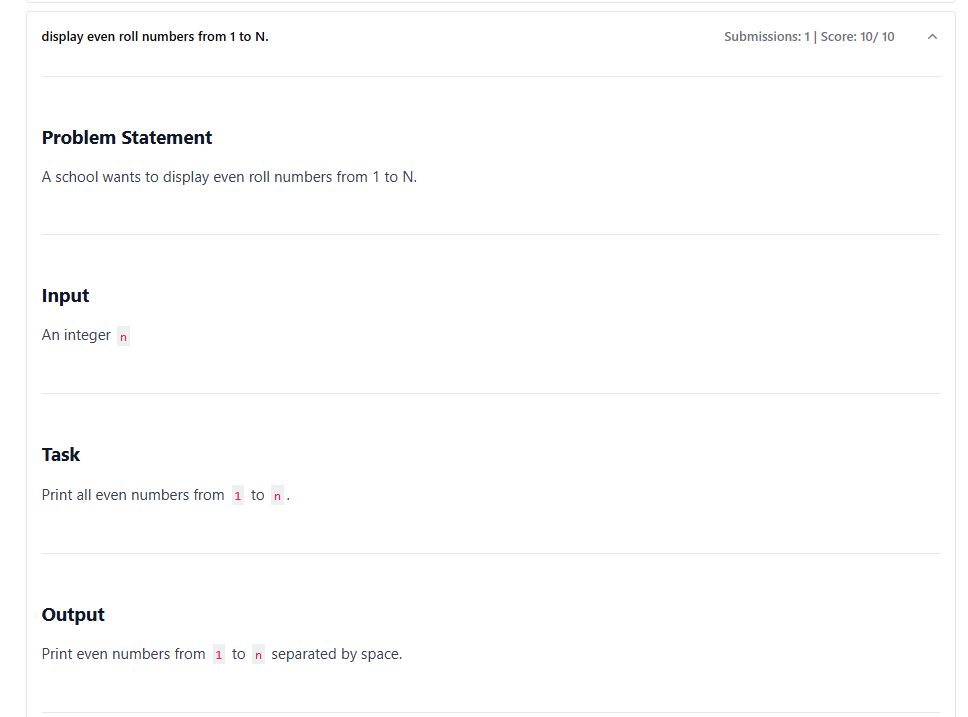 display even roll numbers from 1 to N.
Submissions: 1 | Score: 10/ 10
Problem Statement
A school wants to display even roll numbers from 1 to N.
Input
An integer n
Task
Print all even numbers from 1 to n.
Output
Print even numbers from 1 to n separated by space.